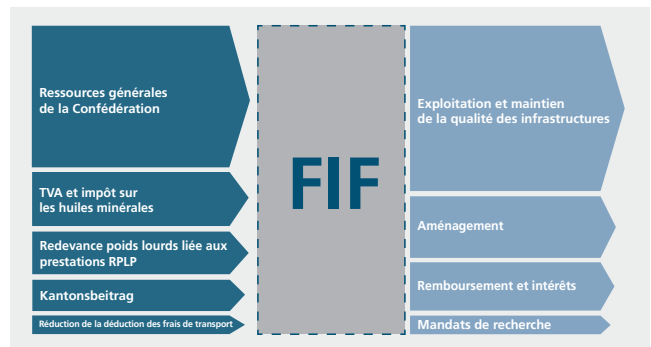 Ressources générales
de la Confédération
TVA et impôt sur
les huiles minérales
Redevance poids lourds liée aux
prestations RPLP
Kantonsbeitrag
Réduction de la déduction des frais de transport
FIF
Exploitation et maintien
de la qualité des infrastructures
Aménagement
Remboursement et intérêts
Mandats de recherche